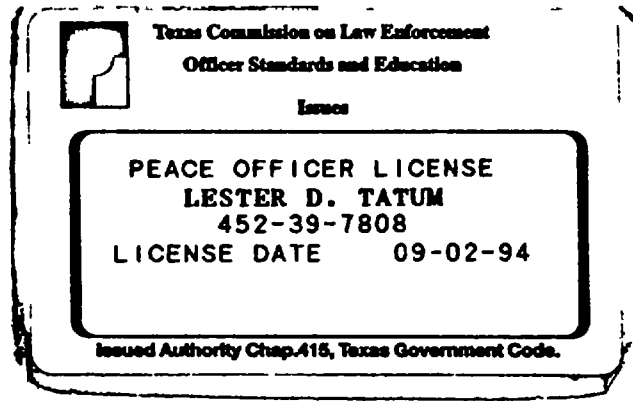 Texas Commission on Law Enforcement
Officer Standards and Education
Issues
PEACE OFFICER LICENSE
LESTER D. TATUM
452-39-7808
LICENSE DATE 09-02-94
Issued Authority Chap.415, Texas Government Code.